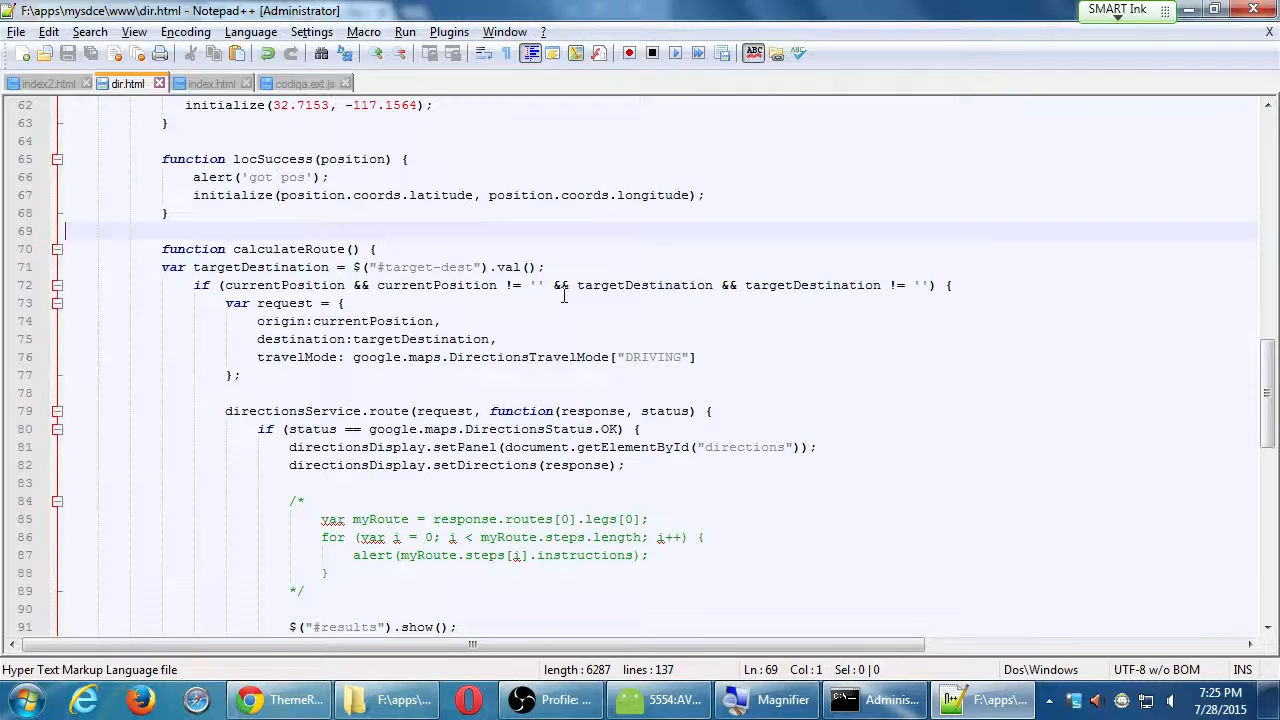 F:\apps\mysdce\www\dir.html - Notepad++ [Administrator]
SMART Ink
File Edit Search View Encoding Language Settings Macro Run Plugins Window ? X
index2.html dir.html index.html codiqa.ext.js
62 initialize(32.7153, -117.1564);
63 }
64
65 function locSuccess(position) {
66 alert('got pos');
67 initialize(position.coords.latitude, position.coords.longitude);
68 }
69
70 function calculateRoute() {
71 var targetDestination = $("#target-dest").val();
72 if (currentPosition && currentPosition != '' && targetDestination && targetDestination != '') {
73 var request = {
74 origin:currentPosition,
75 destination:targetDestination,
76 travelMode: google.maps.DirectionsTravelMode["DRIVING"]
77 };
78
79 directionsService.route(request, function(response, status) {
80 if (status == google.maps.DirectionsStatus.OK) {
81 directionsDisplay.setPanel(document.getElementById("directions"));
82 directionsDisplay.setDirections(response);
83
84 /*
85 var myRoute = response.routes[0].legs[0];
86 for (var i = 0; i < myRoute.steps.length; i++) {
87 alert(myRoute.steps[i].instructions);
88 }
89 */
90
91 $("#results").show();
Hyper Text Markup Language file length : 6287 lines : 137 Ln : 69 Col : 1 Sel : 0 | 0 Dos\Windows UTF-8 w/o BOM INS
ThemeR... F:\apps\... Profile: ... 5554:AV... Magnifier Adminis... F:\apps\...
7:25 PM
7/28/2015